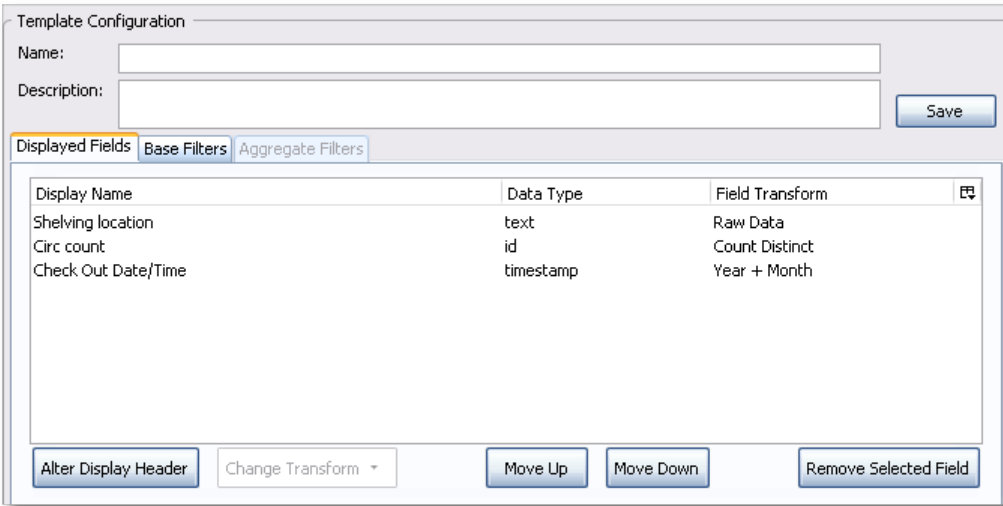 Template Configuration
Name:
Description:
Save
Displayed Fields Base Filters Aggregate Filters
Display Name Data Type Field Transform
Shelving location text Raw Data
Circ count id Count Distinct
Check Out Date/Time timestamp Year + Month
Alter Display Header Change Transform Move Up Move Down Remove Selected Field